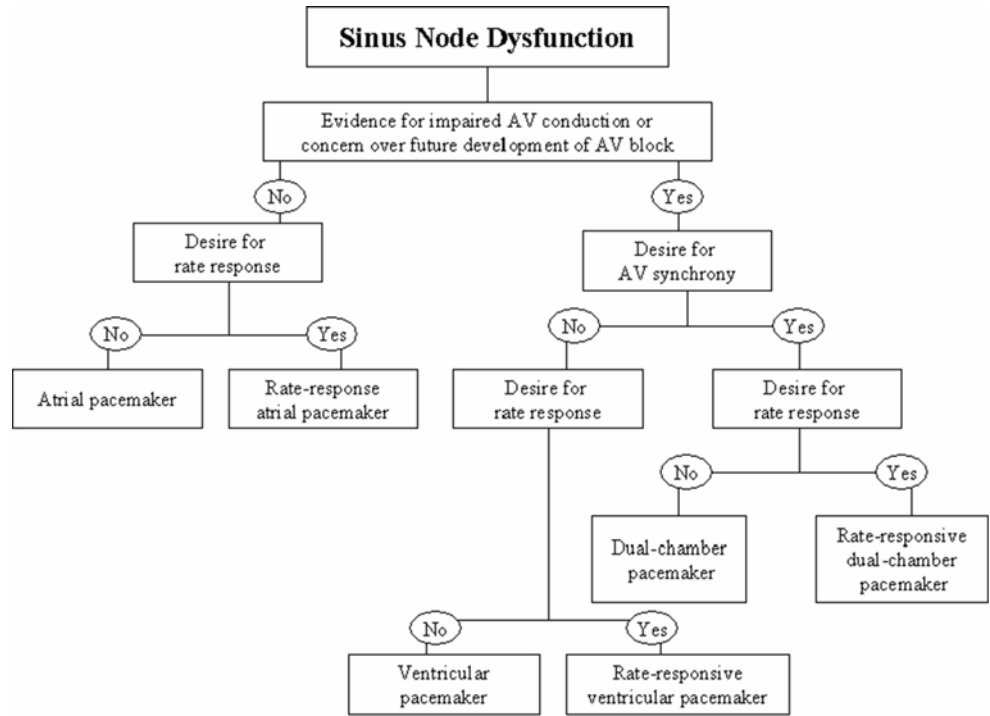 Sinus Node Dysfunction
Evidence for impaired AV conduction or
concern over future development of AV block
No
Yes
Desire for
rate response
Desire for
AV synchrony
No
Yes
No
Yes
Atrial pacemaker
Rate-response
atrial pacemaker
Desire for
rate response
Desire for
rate response
No
Yes
Dual-chamber
pacemaker
Rate-responsive
dual-chamber
pacemaker
No
Yes
Ventricular
pacemaker
Rate-responsive
ventricular pacemaker